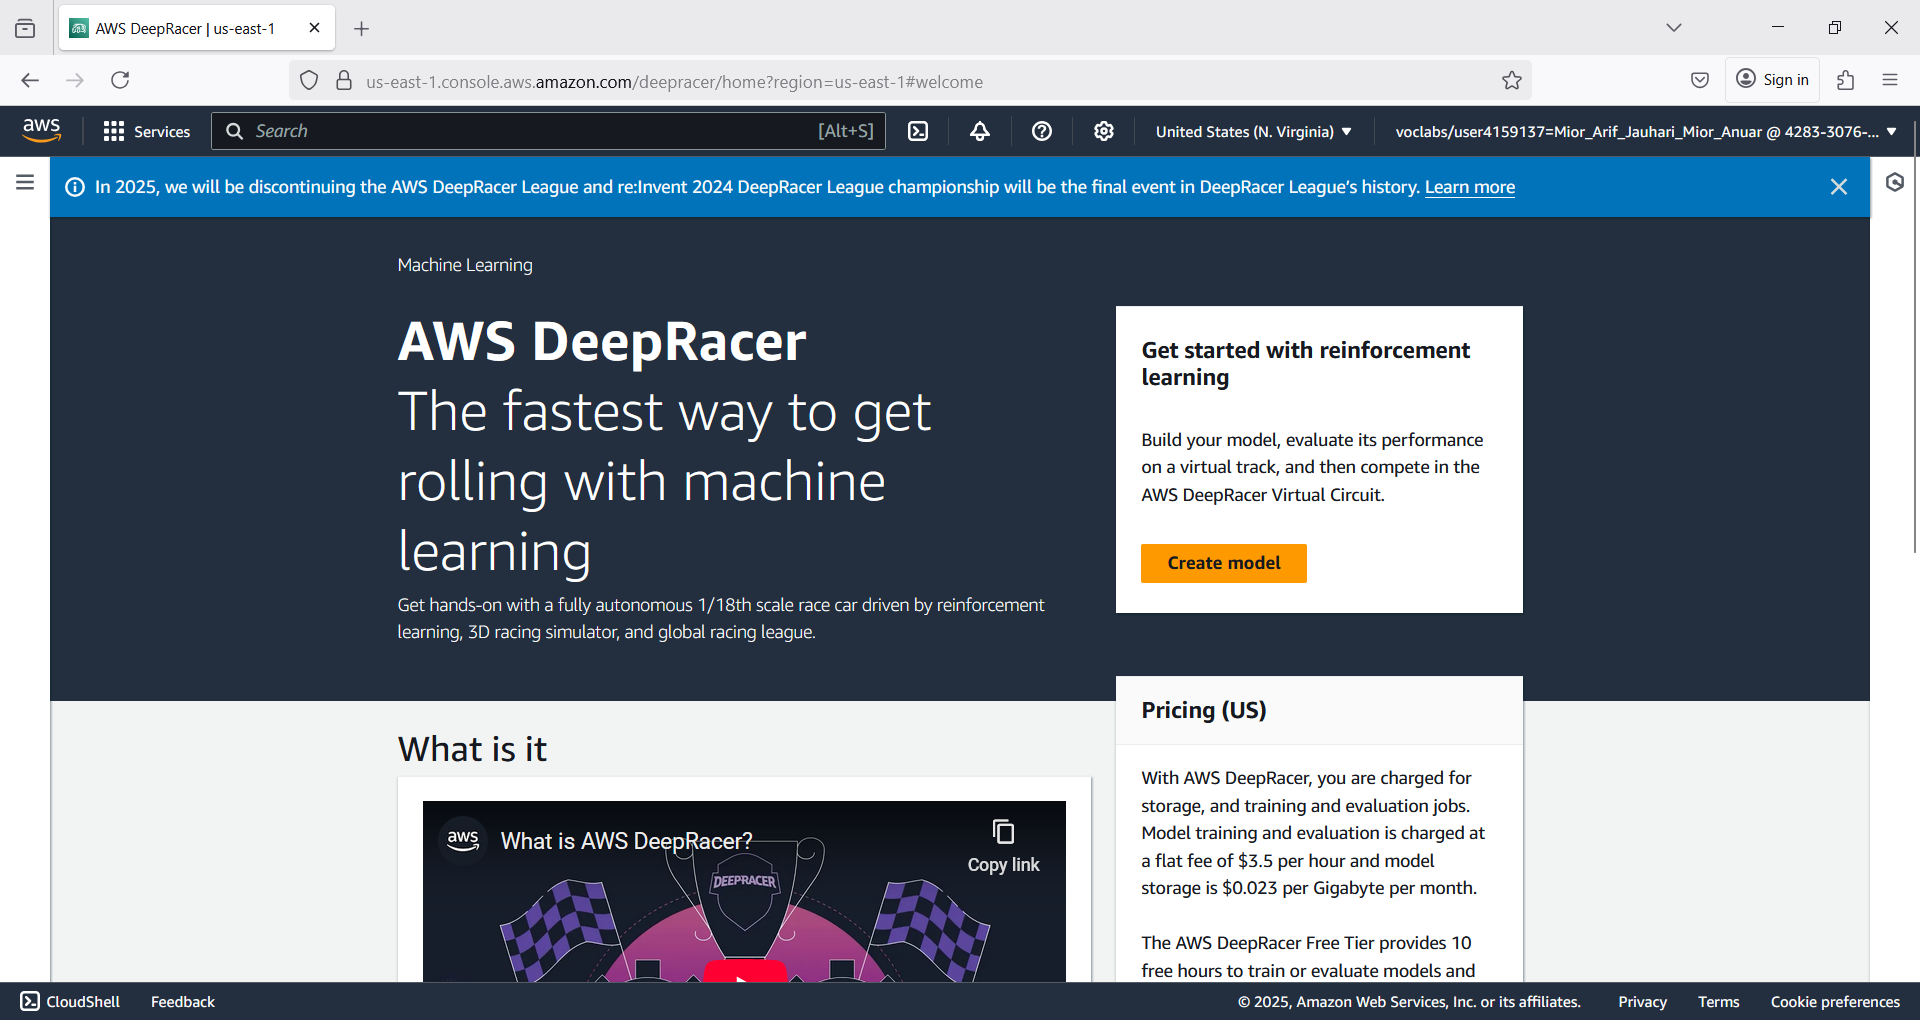 AWS DeepRacer | us-east-1
us-east-1.console.aws.amazon.com/deepracer/home?region=us-east-1#welcome
Sign in
aws
Services
Search
[Alt+S]
United States (N. Virginia)
voclabs/user4159137=Mior_Arif_Jauhari_Mior_Anuar @ 4283-3076-...
In 2025, we will be discontinuing the AWS DeepRacer League and re:Invent 2024 DeepRacer League championship will be the final event in DeepRacer League's history. Learn more
Machine Learning
AWS DeepRacer
The fastest way to get
rolling with machine
learning
Get hands-on with a fully autonomous 1/18th scale race car driven by reinforcement
learning, 3D racing simulator, and global racing league.
Get started with reinforcement
learning
Build your model, evaluate its performance
on a virtual track, and then compete in the
AWS DeepRacer Virtual Circuit.
Create model
What is it
aws
What is AWS DeepRacer?
Copy link
DEEPRACER
Pricing (US)
With AWS DeepRacer, you are charged for
storage, and training and evaluation jobs.
Model training and evaluation is charged at
a flat fee of $3.5 per hour and model
storage is $0.023 per Gigabyte per month.
The AWS DeepRacer Free Tier provides 10
free hours to train or evaluate models and
CloudShell
Feedback
© 2025, Amazon Web Services, Inc. or its affiliates.
Privacy
Terms
Cookie preferences